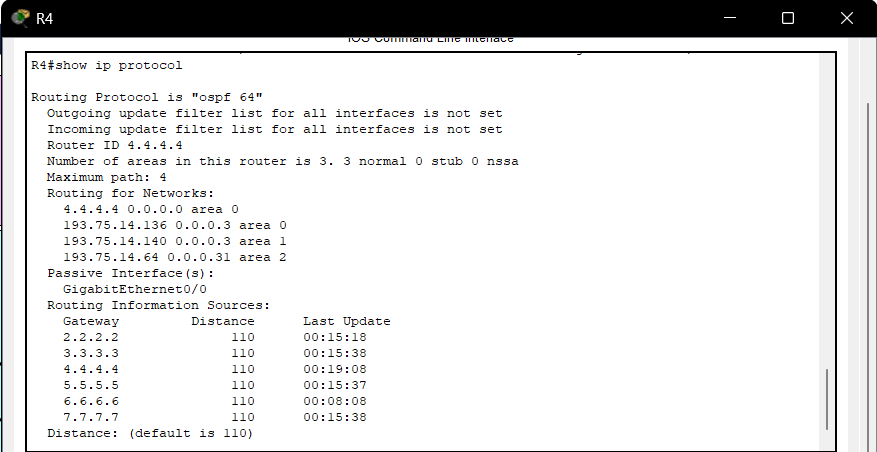 R4
IOS Command Line Interface
R4#show ip protocol
Routing Protocol is "ospf 64"
Outgoing update filter list for all interfaces is not set
Incoming update filter list for all interfaces is not set
Router ID 4.4.4.4
Number of areas in this router is 3. 3 normal 0 stub 0 nssa
Maximum path: 4
Routing for Networks:
4.4.4.4 0.0.0.0 area 0
193.75.14.136 0.0.0.3 area 0
193.75.14.140 0.0.0.3 area 1
193.75.14.64 0.0.0.31 area 2
Passive Interface(s):
GigabitEthernet0/0
Routing Information Sources:
Gateway Distance Last Update
2.2.2.2 110 00:15:18
3.3.3.3 110 00:15:38
4.4.4.4 110 00:19:08
5.5.5.5 110 00:15:37
6.6.6.6 110 00:08:08
7.7.7.7 110 00:15:38
Distance: (default is 110)